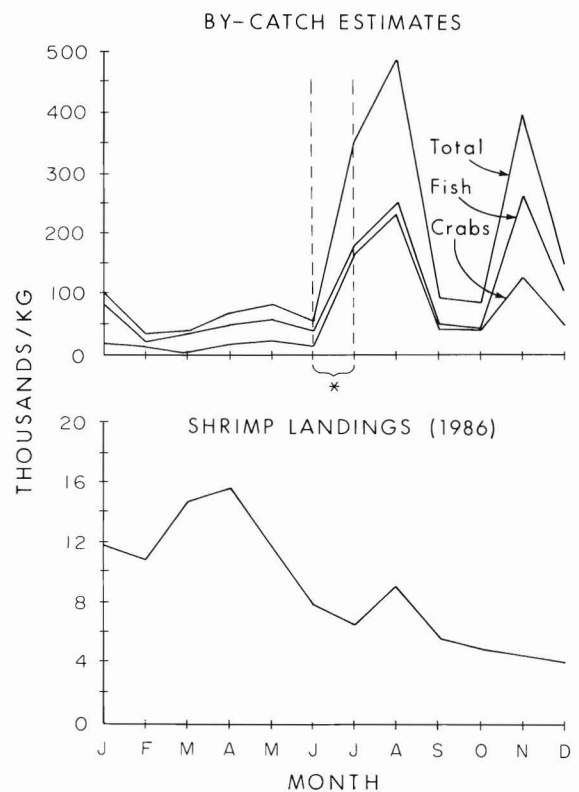 BY-CATCH ESTIMATES
500
400
300
200
100
0
Total
Fish
Crabs
*
THOUSANDS/KG
SHRIMP LANDINGS (1986)
20
16
12
8
4
0
J F M A M J J A S O N D
MONTH